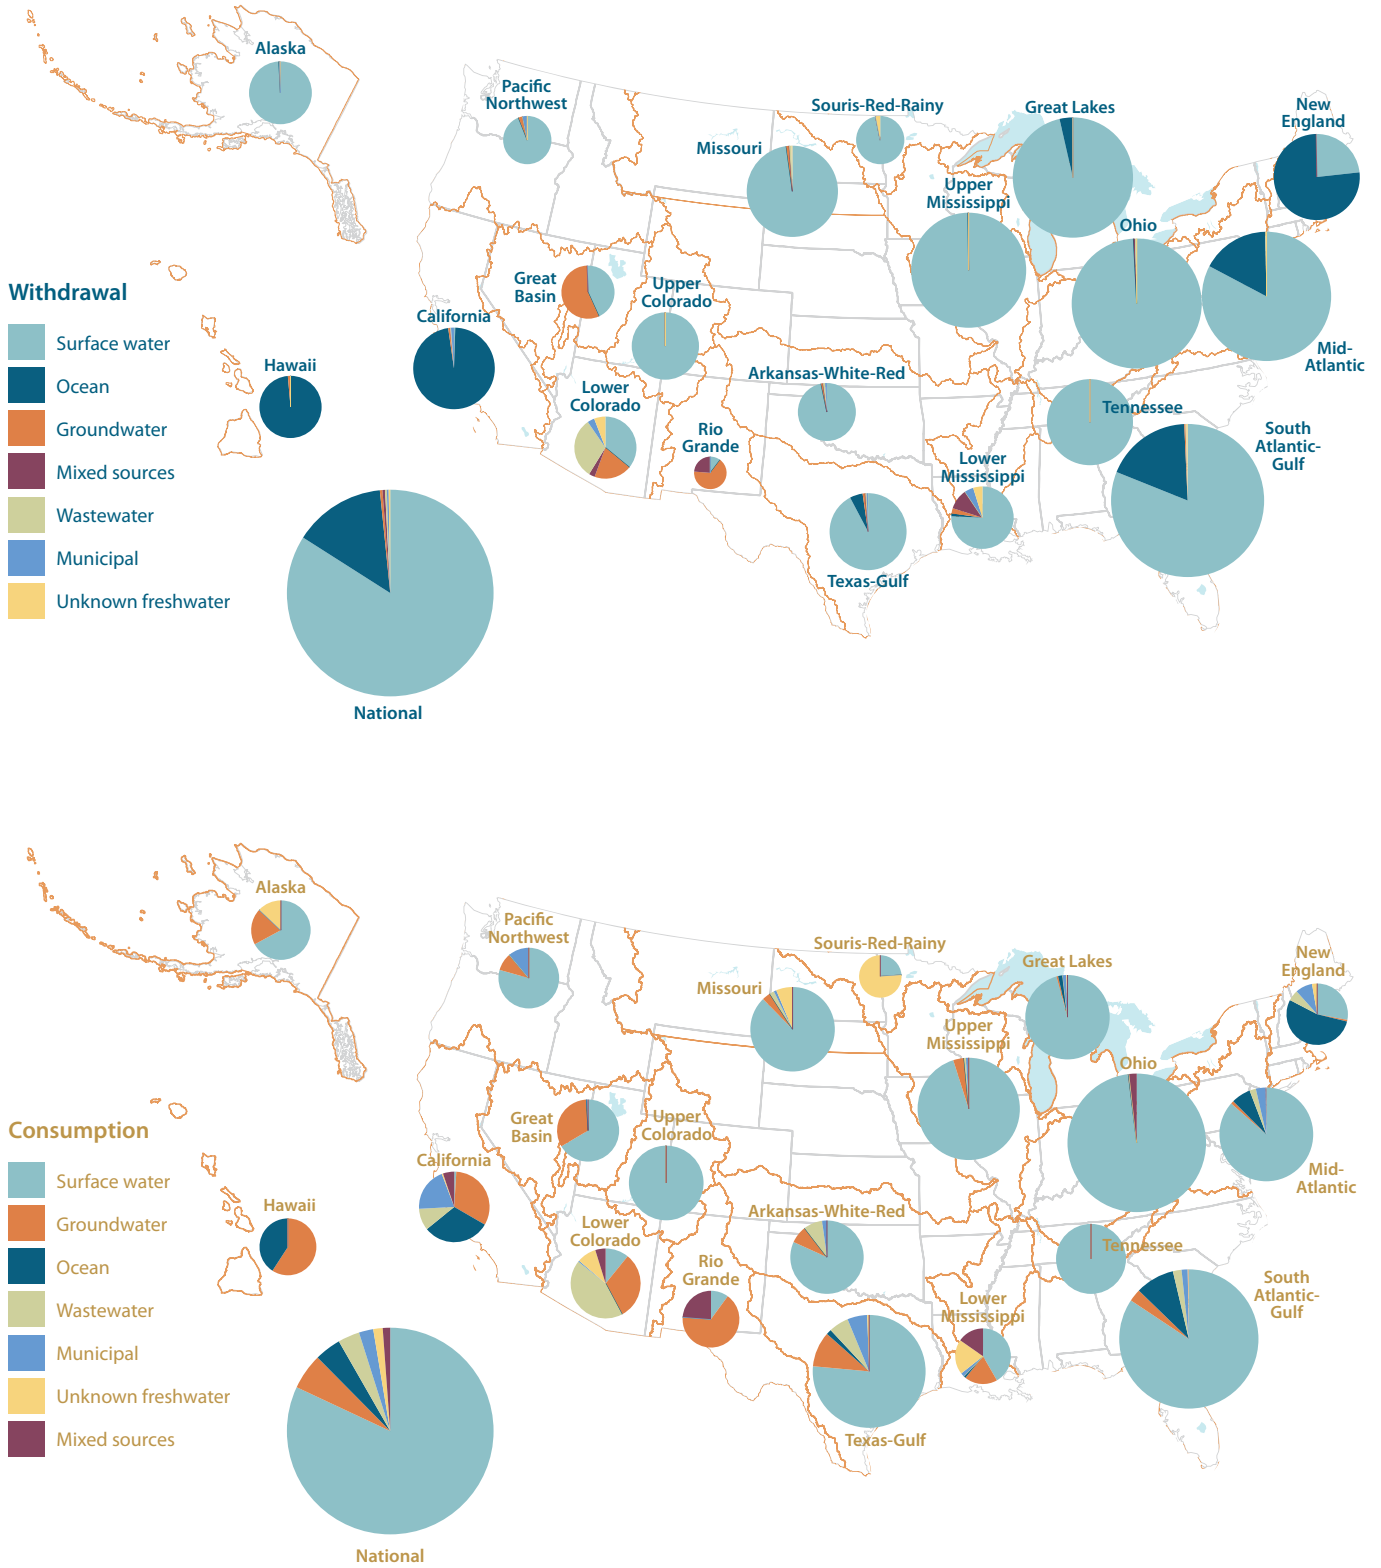 Alaska
Pacific
Northwest
Souris-Red-Rainy
Great Lakes
New
England
Missouri
Upper
Mississippi
Ohio
Withdrawal
Great
Basin
Upper
Colorado
California
Surface water
Mid-
Atlantic
Hawaii
Ocean
Lower
Colorado
Arkansas-White-Red
Tennessee
Groundwater
Rio
Grande
South
Atlantic-
Gulf
Mixed sources
Lower
Mississippi
Wastewater
Municipal
Texas-Gulf
Unknown freshwater
National
Alaska
Pacific
Northwest
Souris-Red-Rainy
Great Lakes
New
England
Missouri
Upper
Mississippi
Ohio
Consumption
Great
Basin
Upper
Colorado
California
Surface water
Mid-
Atlantic
Hawaii
Groundwater
Lower
Colorado
Arkansas-White-Red
Tennessee
Ocean
Rio
Grande
South
Atlantic-
Gulf
Wastewater
Lower
Mississippi
Municipal
Unknown freshwater
Mixed sources
Texas-Gulf
National